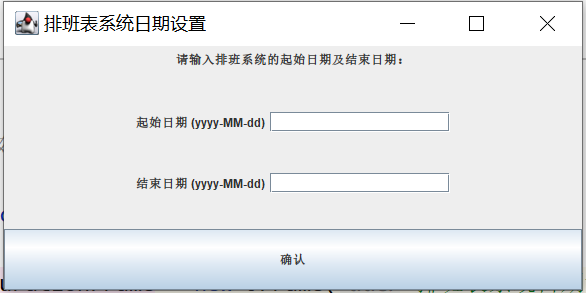 排班表系统日期设置
请输入排班系统的起始日期及结束日期：
起始日期 (yyyy-MM-dd)
结束日期 (yyyy-MM-dd)
确认